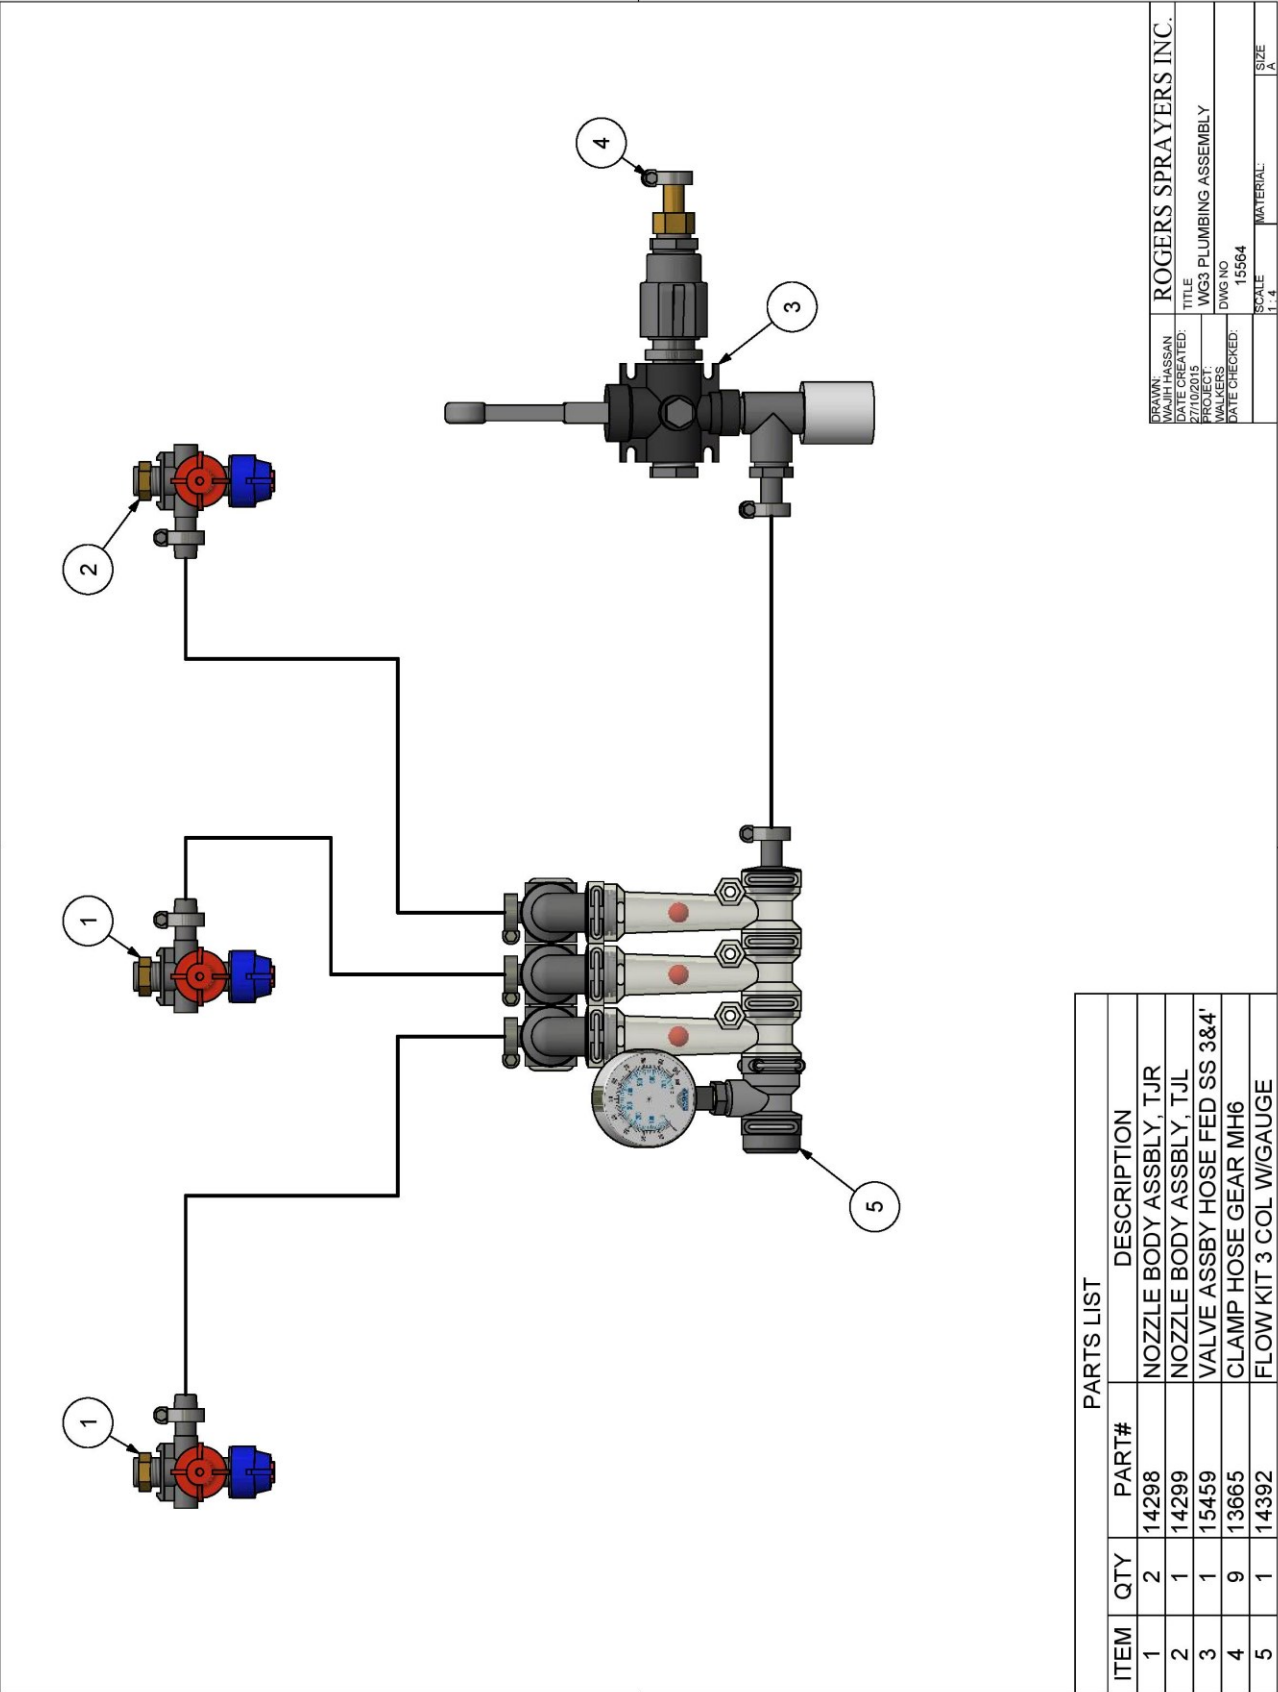 1
1
2
3
4
5
PARTS LIST
ITEM QTY PART# DESCRIPTION
1 2 14298 NOZZLE BODY ASSBLY, TJR
2 1 14299 NOZZLE BODY ASSBLY, TJL
3 1 15459 VALVE ASSBY HOSE FED SS 3&4'
4 9 13665 CLAMP HOSE GEAR MH6
5 1 14392 FLOW KIT 3 COL W/GAUGE
DRAWN:
WAJIH HASSAN
DATE CREATED:
27/10/2015
PROJECT:
WALKERS
DATE CHECKED:
ROGERS SPRAYERS INC.
TITLE
WG3 PLUMBING ASSEMBLY
DWG NO
15564
SCALE
1 : 4
MATERIAL:
SIZE
A